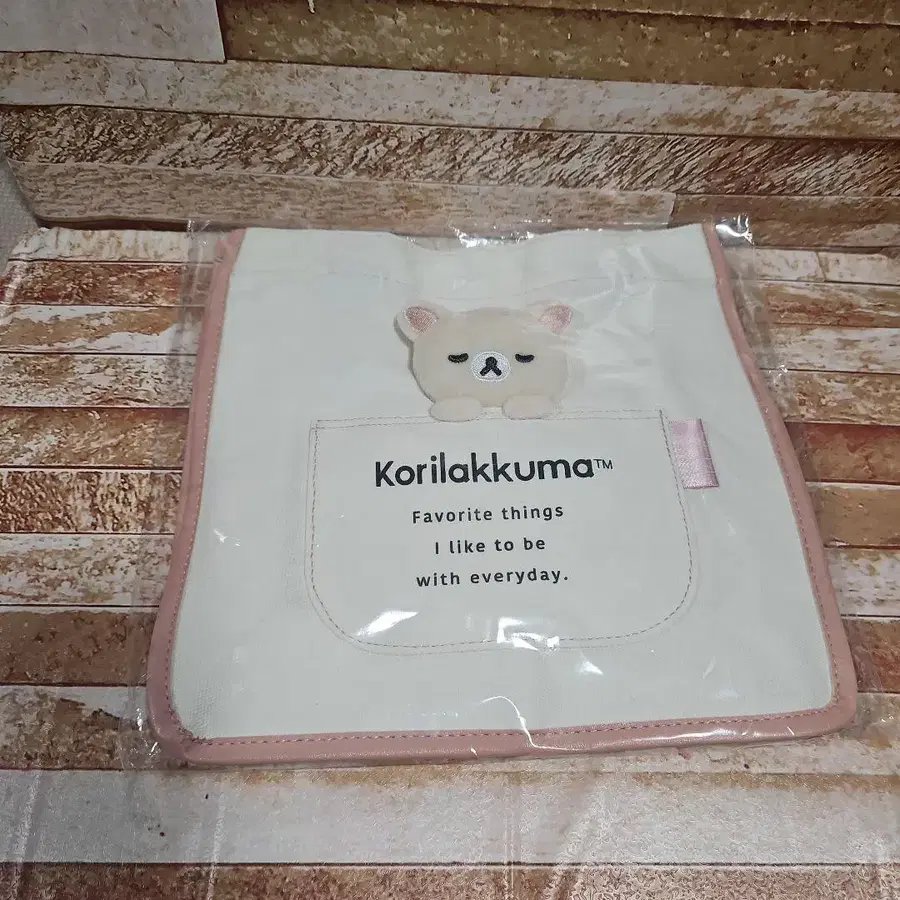 Korilakkuma™
Favorite things
I like to be
with everyday.